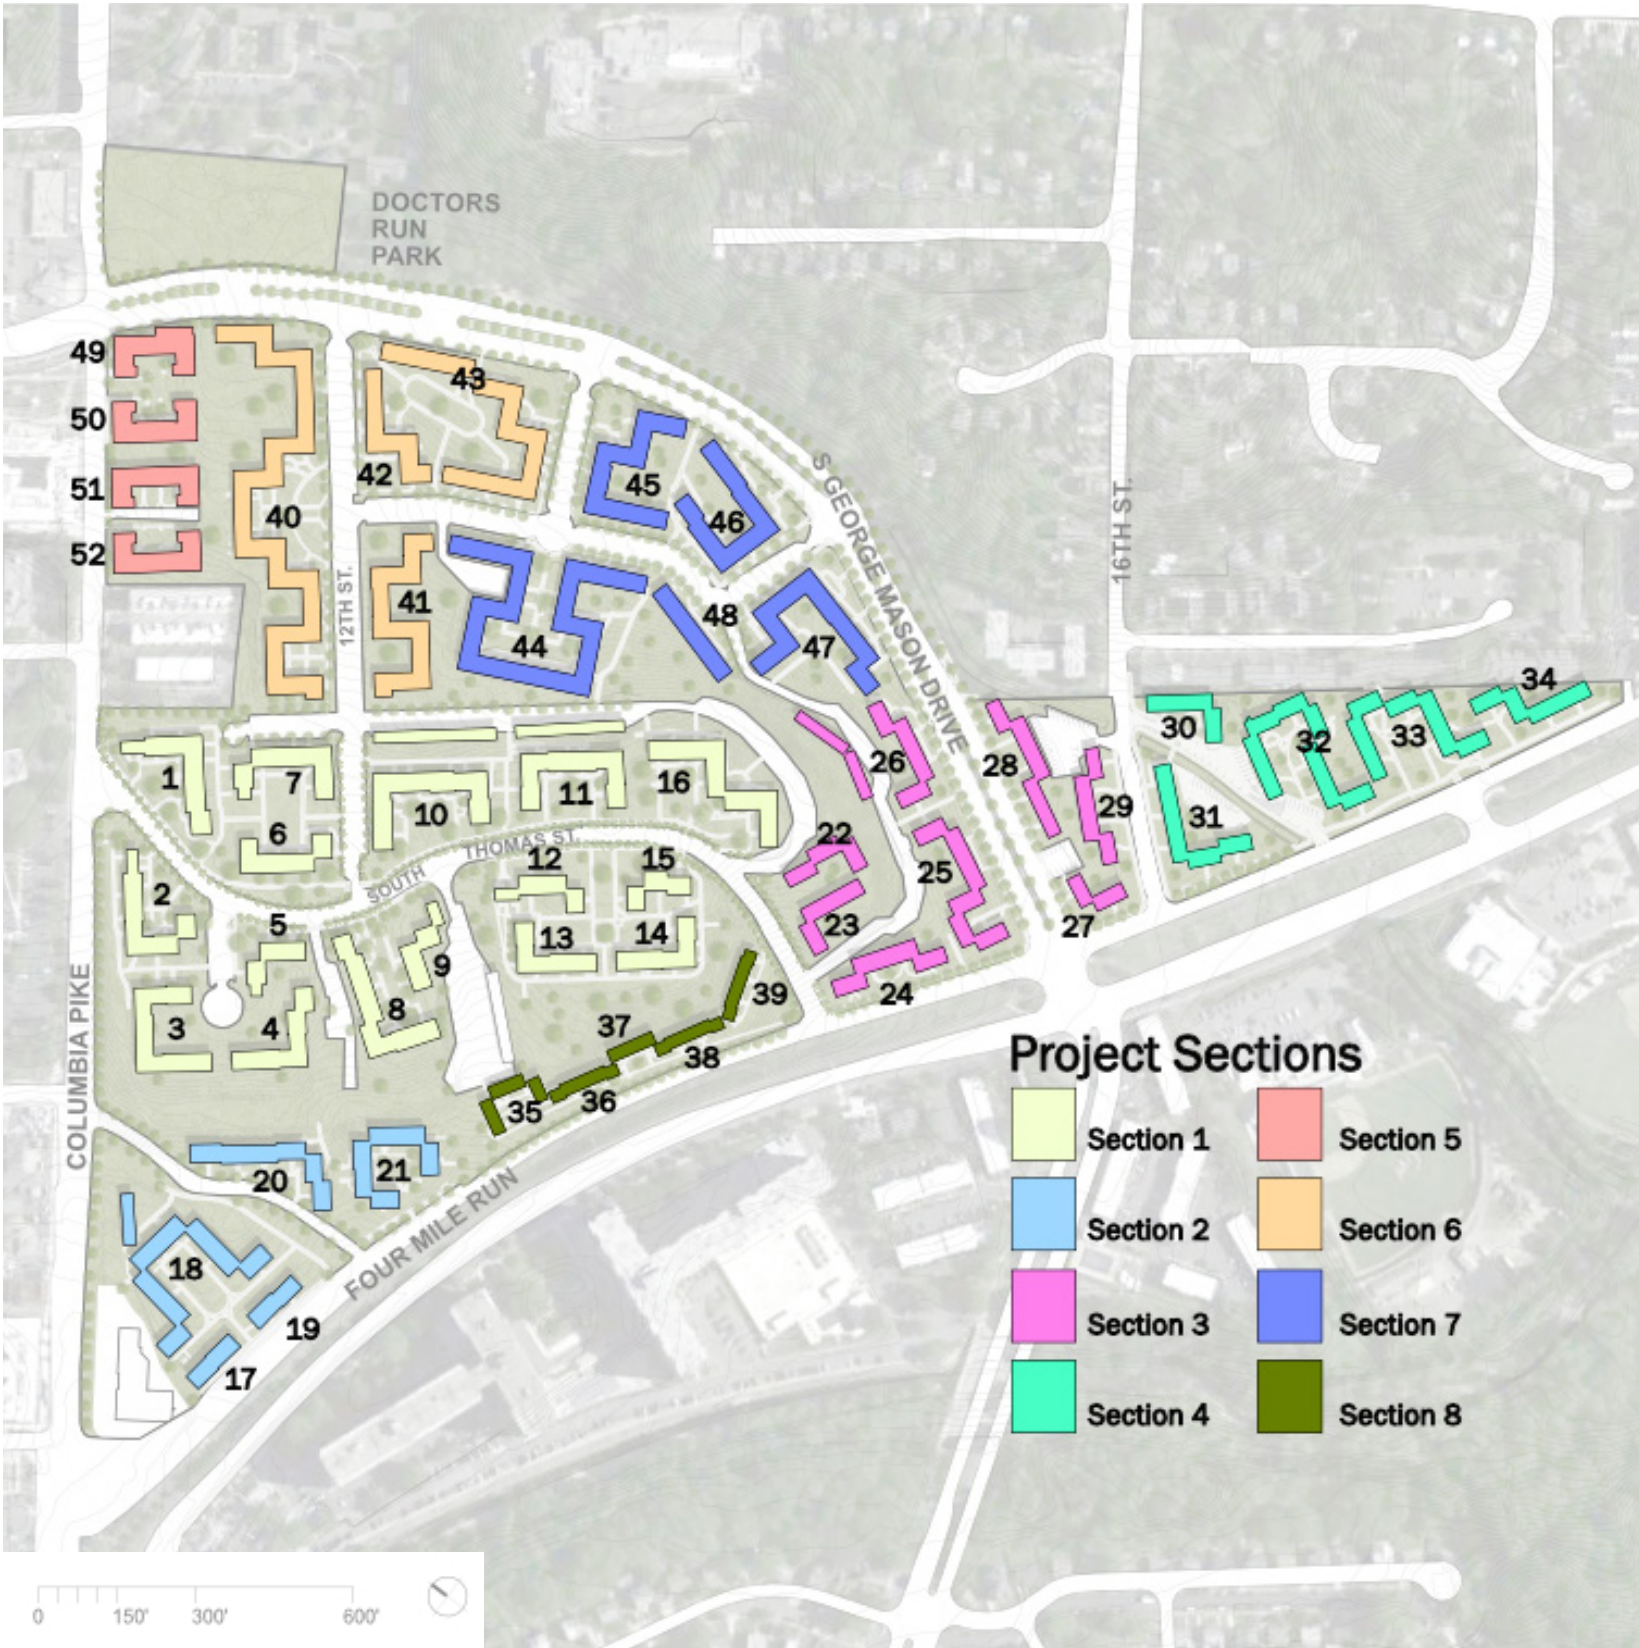 DOCTORS
RUN
PARK
49
43
50
42
45
51
46
40
52
S GEORGE MASON DRIVE
16TH ST.
12TH ST.
41
48
44
47
34
30
33
32
26
28
1
7
11
16
10
29
31
6
22
THOMAS ST.
12
15
25
SOUTH
2
5
23
27
13
14
9
24
39
8
3
4
37
38
COLUMBIA PIKE
35
36
20
21
FOUR MILE RUN
18
19
17
Project Sections
Section 1
Section 5
Section 2
Section 6
Section 3
Section 7
Section 4
Section 8
0
150'
300'
600'